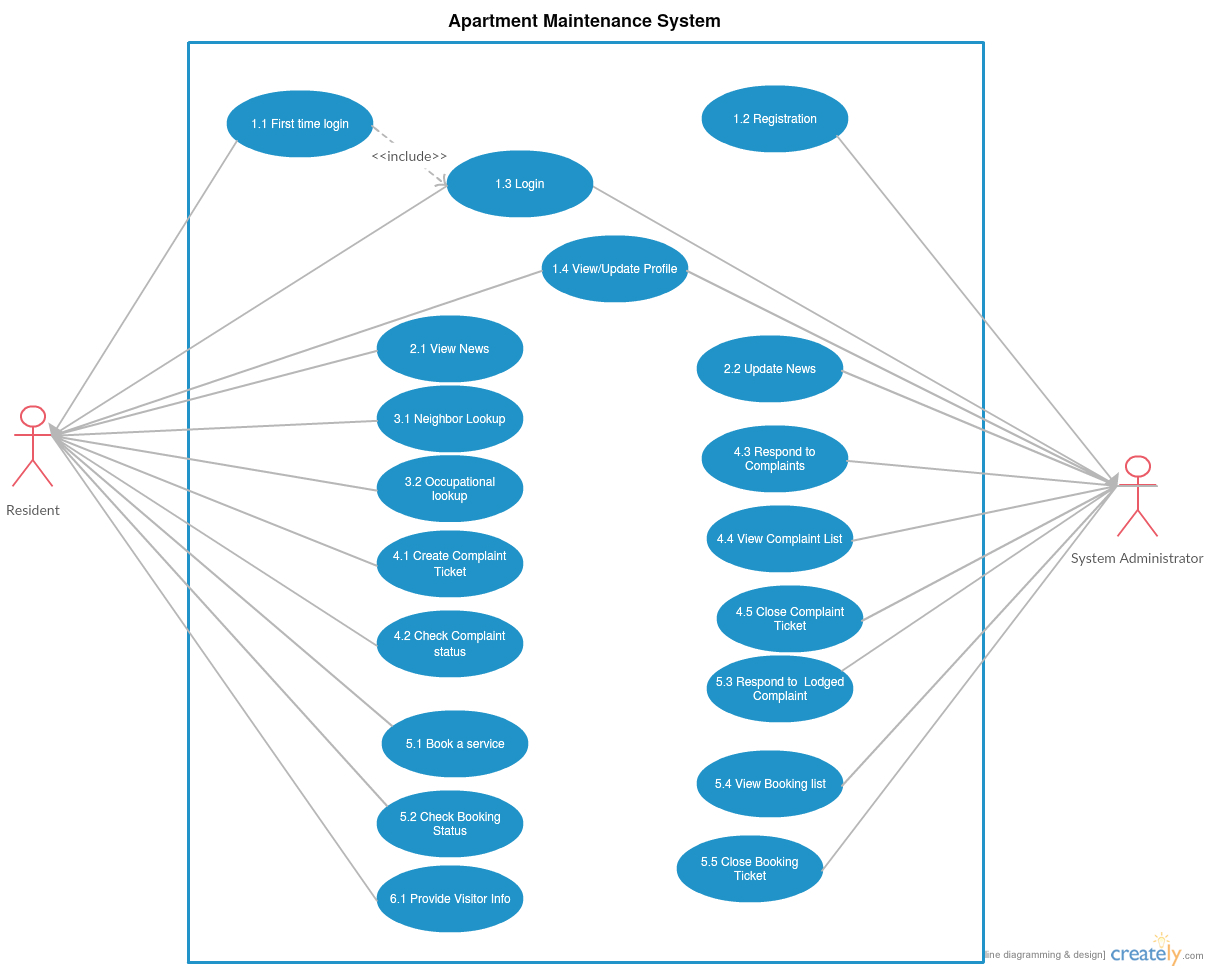 Apartment Maintenance System
1.1 First time login
1.2 Registration
<<include>>
1.3 Login
1.4 View/Update Profile
2.1 View News
2.2 Update News
3.1 Neighbor Lookup
4.3 Respond to
Complaints
3.2 Occupational
lookup
Resident
4.4 View Complaint List
System Administrator
4.1 Create Complaint
Ticket
4.5 Close Complaint
Ticket
4.2 Check Complaint
status
5.3 Respond to  Lodged
Complaint
5.1 Book a service
5.4 View Booking list
5.2 Check Booking
Status
5.5 Close Booking
Ticket
6.1 Provide Visitor Info
line diagramming & design] creately.com